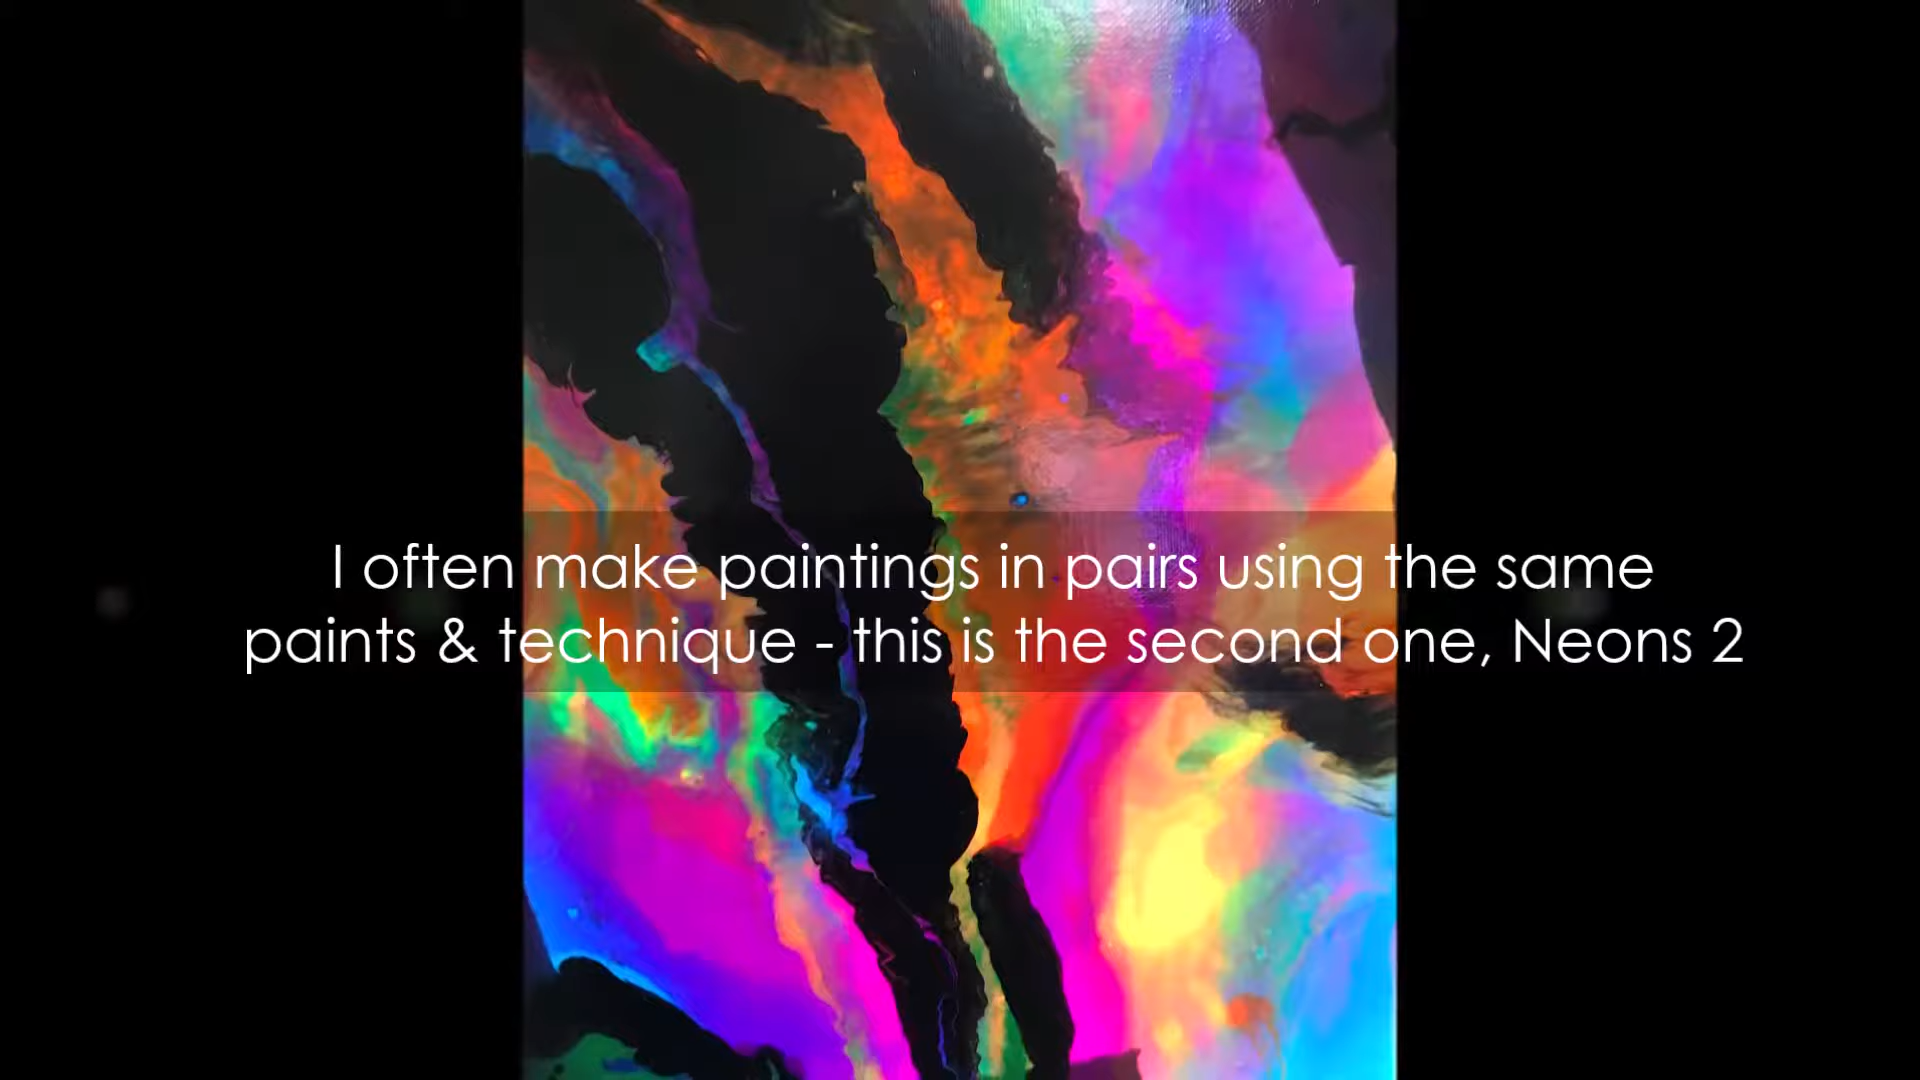 I often make paintings in pairs using the same
paints & technique - this is the second one, Neons 2